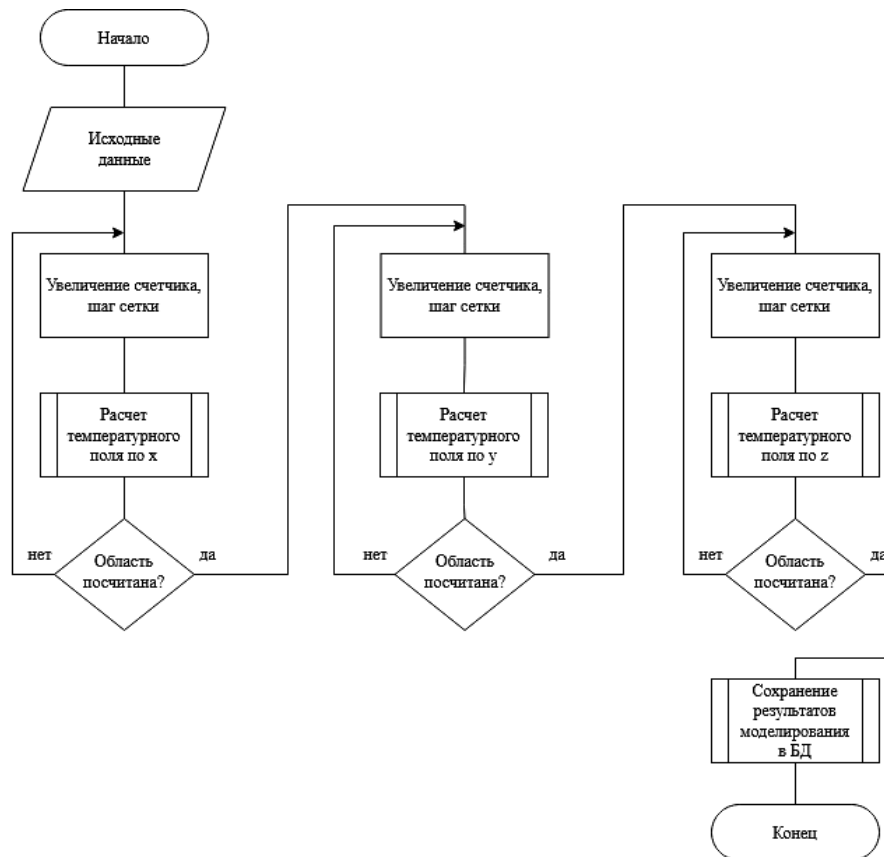 Начало
Исходные
данные
Увеличение счетчика,
шаг сетки
Расчет
температурного
поля по x
нет
Область
посчитана?
да
Увеличение счетчика,
шаг сетки
Расчет
температурного
поля по y
нет
Область
посчитана?
да
Увеличение счетчика,
шаг сетки
Расчет
температурного
поля по z
нет
Область
посчитана?
да
Сохранение
результатов
моделирования
в БД
Конец